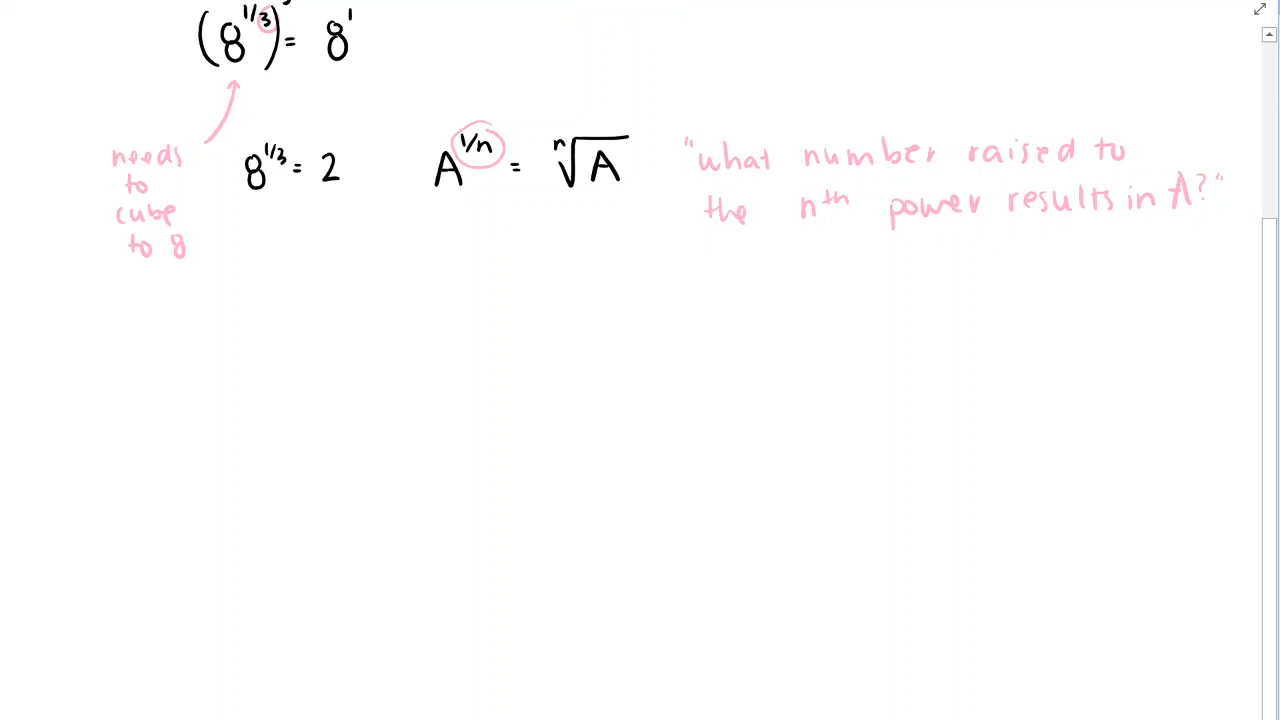 (8^1/3)^3 = 8^1
needs
to
cube
to 8
8^1/3 = 2
A^1/n = ⁿ√A
"what number raised to
the nth power results in A?"